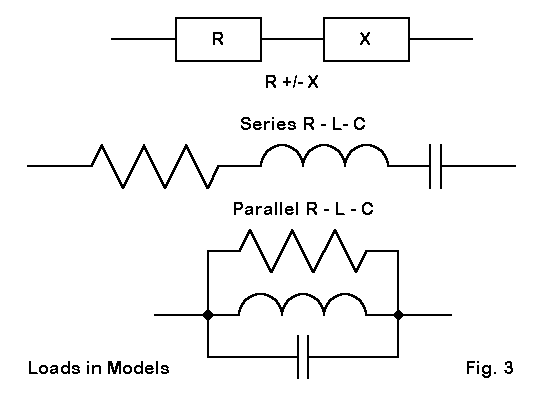 R
X
R +/- X
Series R - L- C
Parallel R - L - C
Loads in Models
Fig. 3